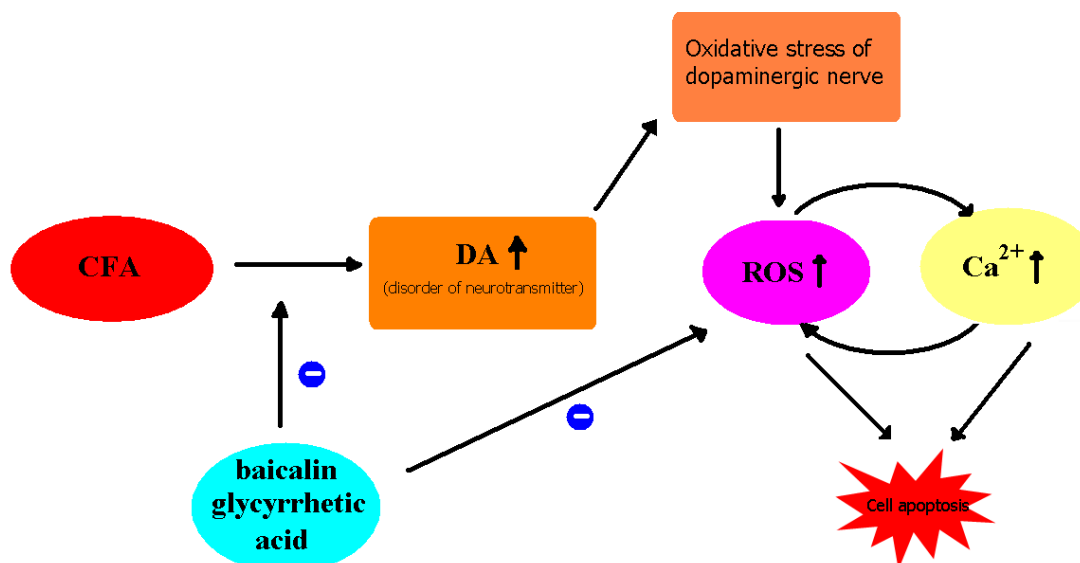 Oxidative stress of
dopaminergic nerve
CFA
DA ↑
(disorder of neurotransmitter)
ROS ↑
Ca²⁺ ↑
baicalin
glycyrrhetic
acid
Cell apoptosis